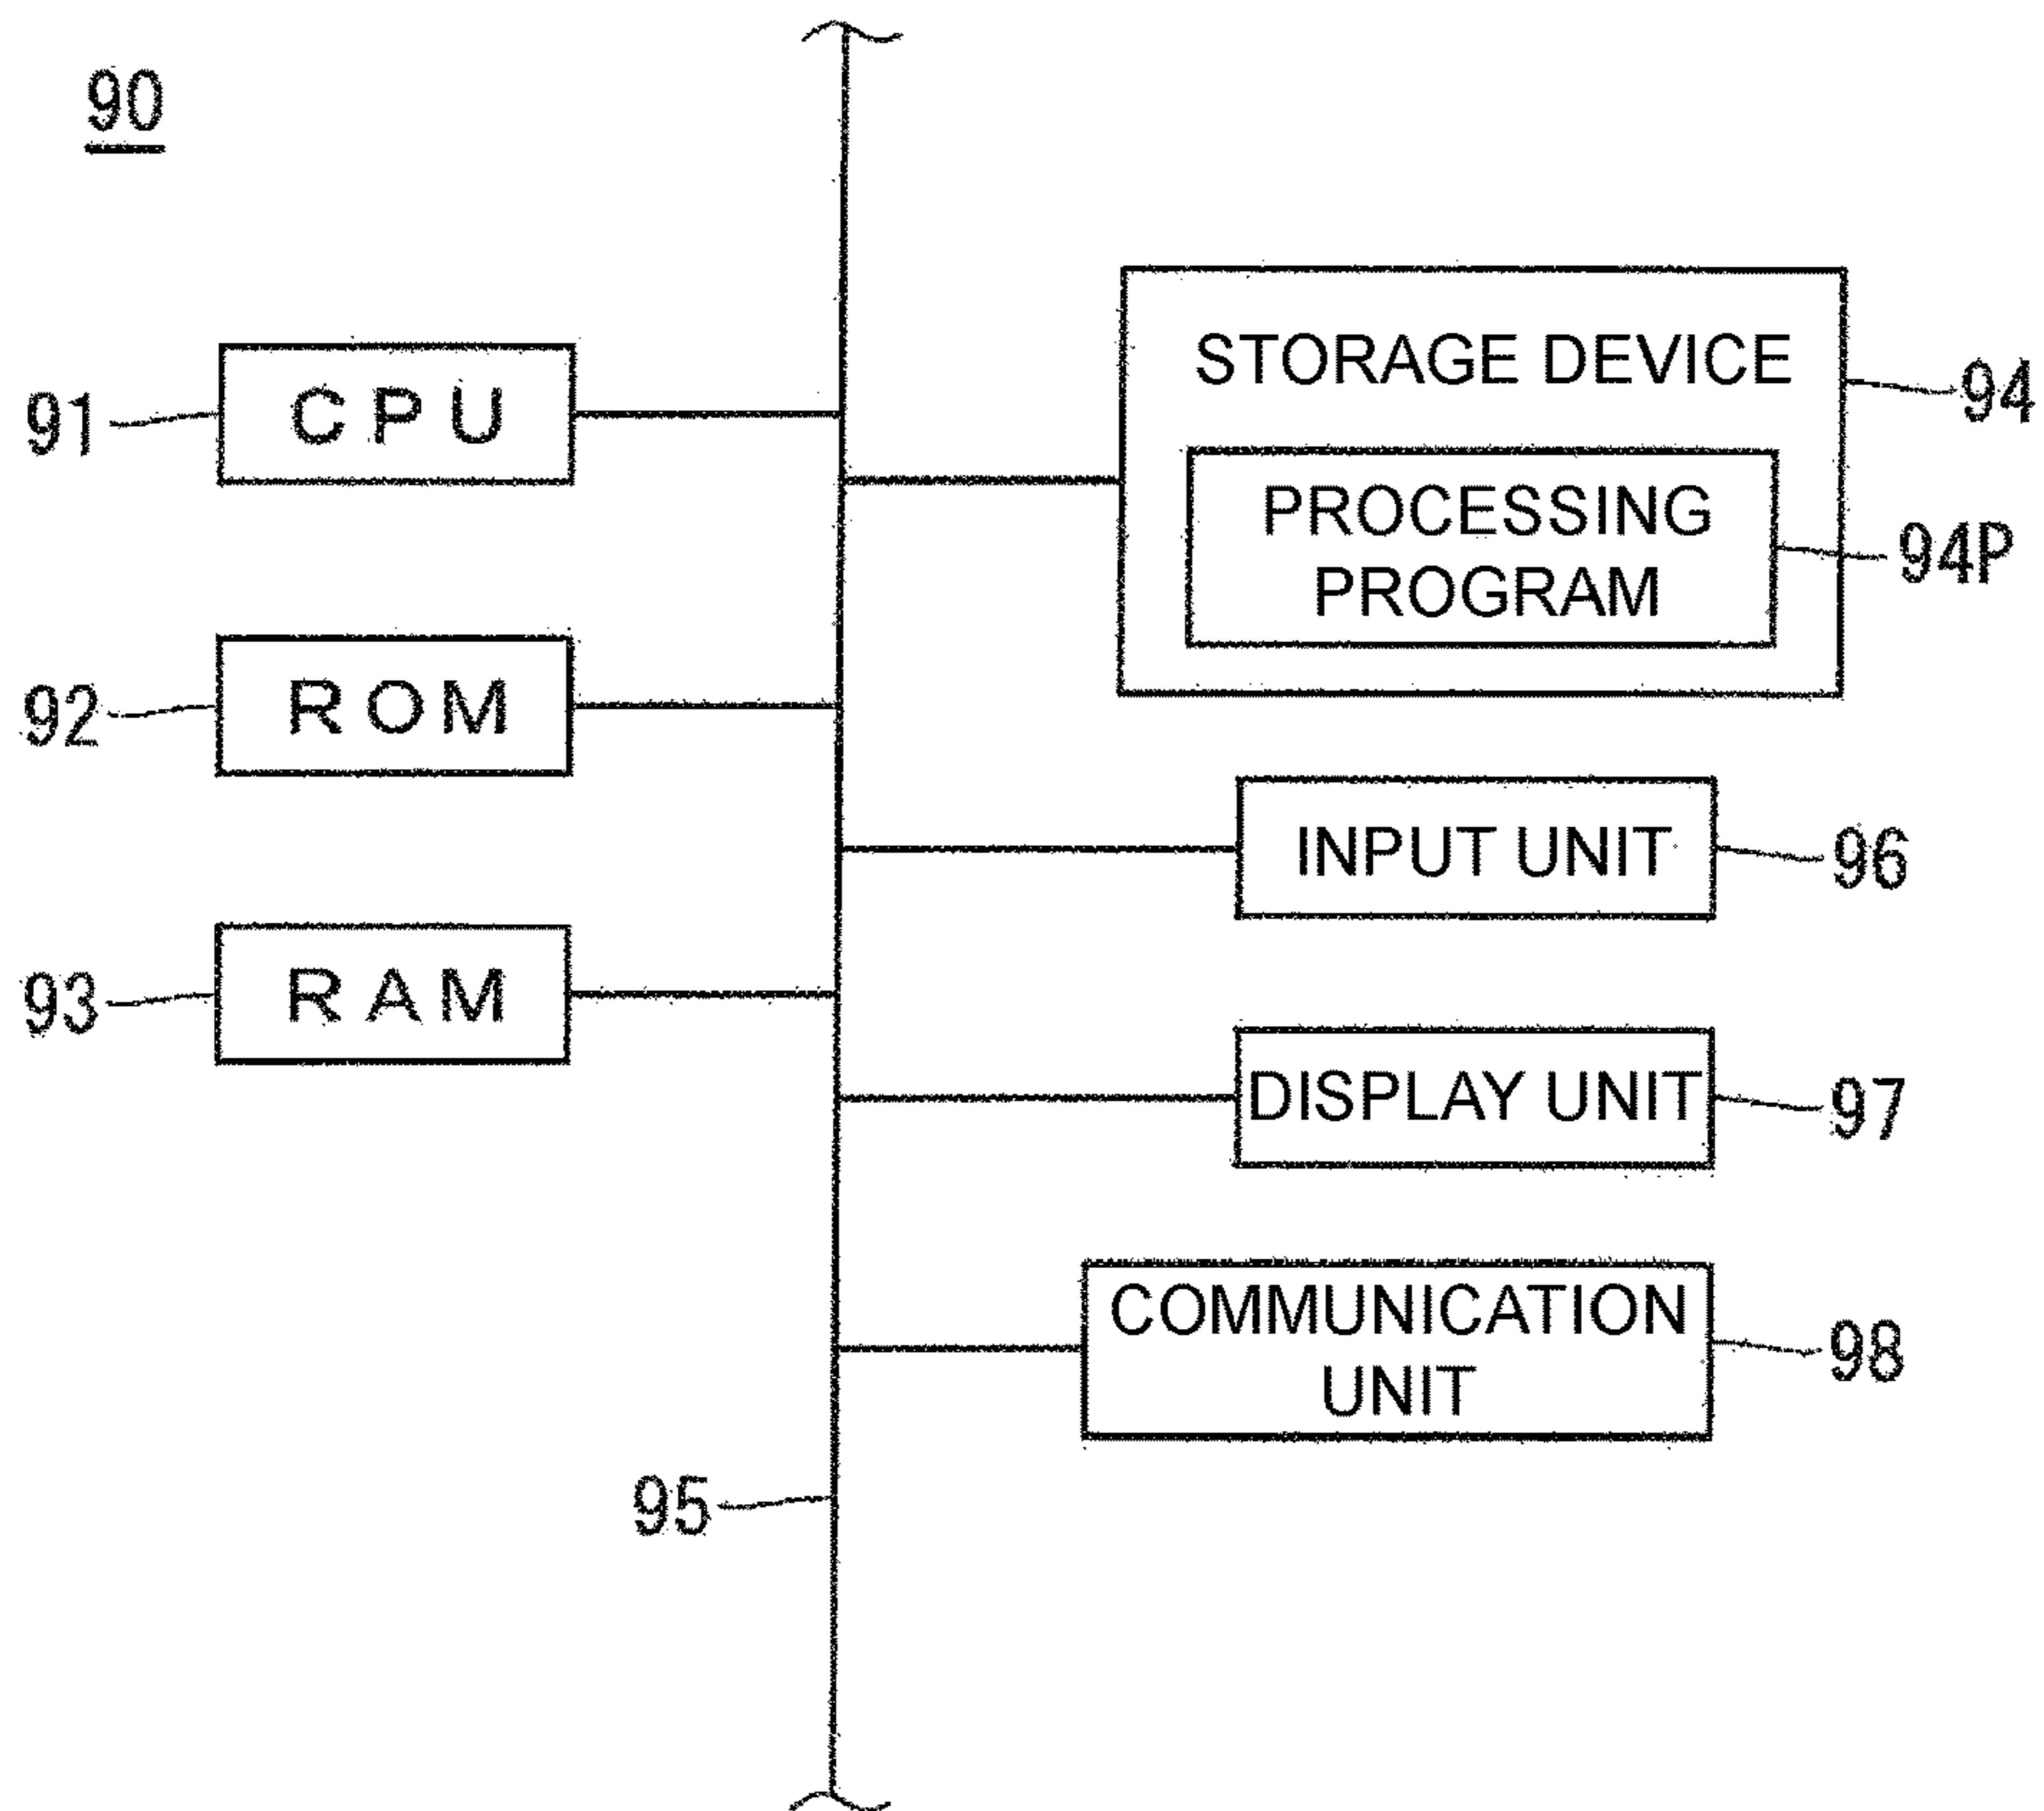 90
91
CPU
92
ROM
93
RAM
STORAGE DEVICE
94
PROCESSING
PROGRAM
94P
INPUT UNIT
96
DISPLAY UNIT
97
COMMUNICATION
UNIT
98
95